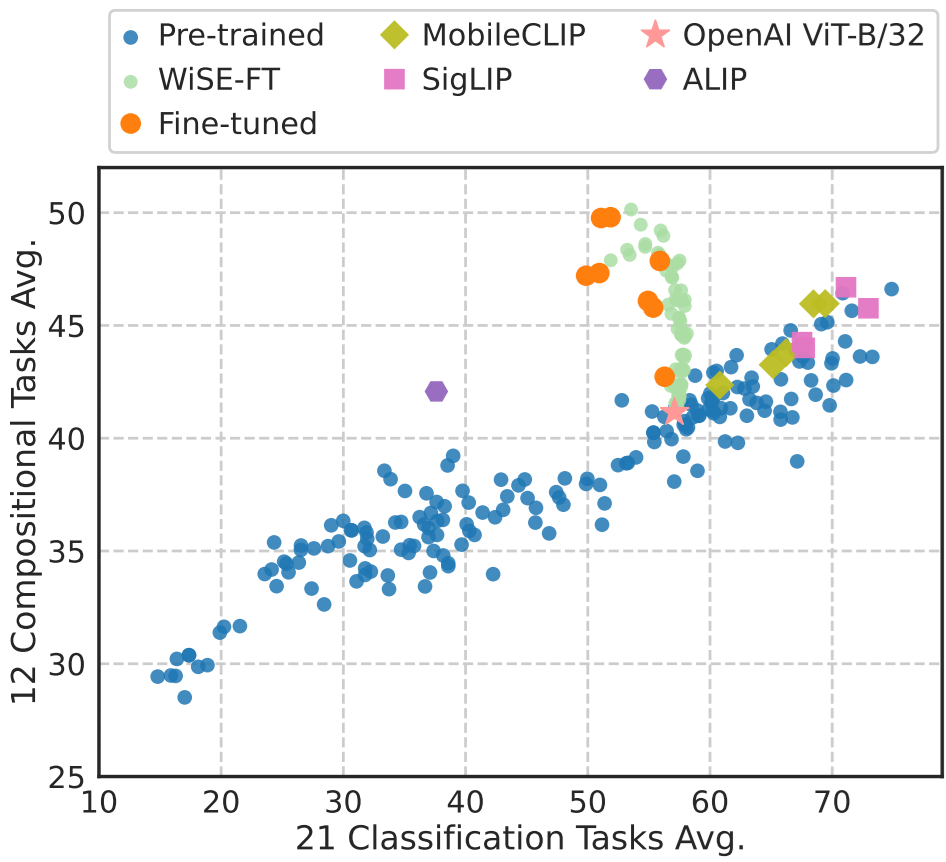 Pre-trained MobileCLIP OpenAI ViT-B/32
WiSE-FT SigLIP ALIP
Fine-tuned
50
45
40
35
30
25
12 Compositional Tasks Avg.
10 20 30 40 50 60 70
21 Classification Tasks Avg.